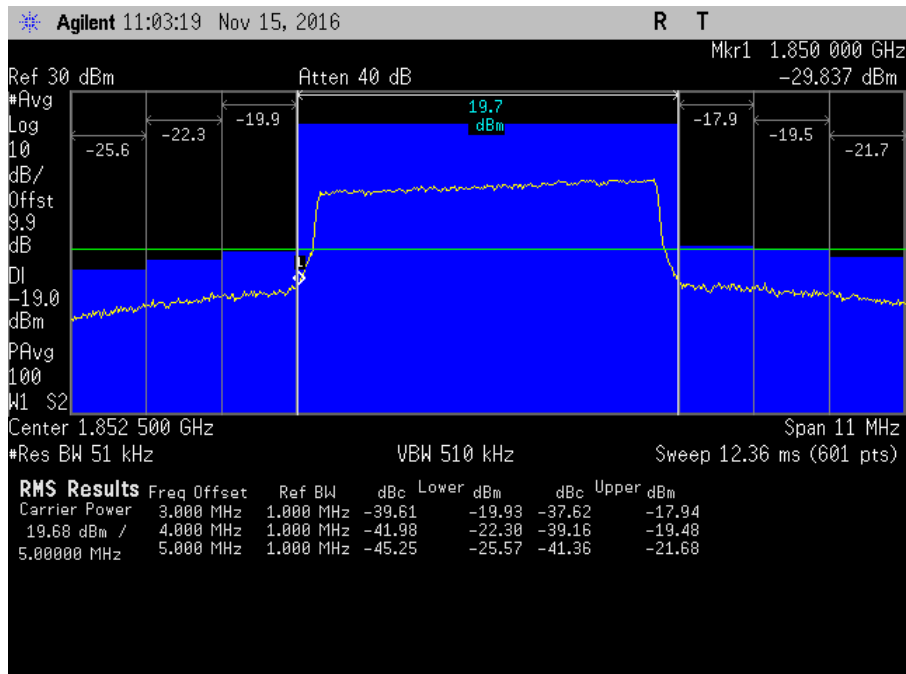 Agilent 11:03:19 Nov 15, 2016 R T
Mkr1 1.850 000 GHz
Ref 30 dBm Atten 40 dB -29.837 dBm
#Avg
Log
10
dB/
Offst
9.9
dB
DI
-19.0
dBm
PAvg
100
W1 S2
-25.6 -22.3 -19.9 19.7 dBm -17.9 -19.5 -21.7
1
Center 1.852 500 GHz Span 11 MHz
#Res BW 51 kHz VBW 510 kHz Sweep 12.36 ms (601 pts)
RMS Results Freq Offset Ref BW dBc Lower dBm dBc Upper dBm
Carrier Power 3.000 MHz 1.000 MHz -39.61 -19.93 -37.62 -17.94
19.68 dBm / 4.000 MHz 1.000 MHz -41.98 -22.30 -39.16 -19.48
5.00000 MHz 5.000 MHz 1.000 MHz -45.25 -25.57 -41.36 -21.68